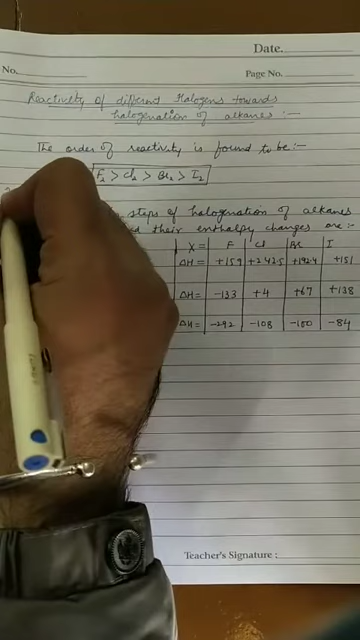 Date.
No. Page No.
Reactivity of different Halogens towards
halogenation of alkanes :-
The order of reactivity is found to be:-
F₂ > Cl₂ > Br₂ > I₂
steps of halogenation of alkanes
their enthalpy changes are:-
X = F Cl Br I
ΔH = +159 +242.5 +192.4 +151
ΔH = -133 +4 +67 +138
ΔH = -292 -108 -100 -84
Teacher's Signature :